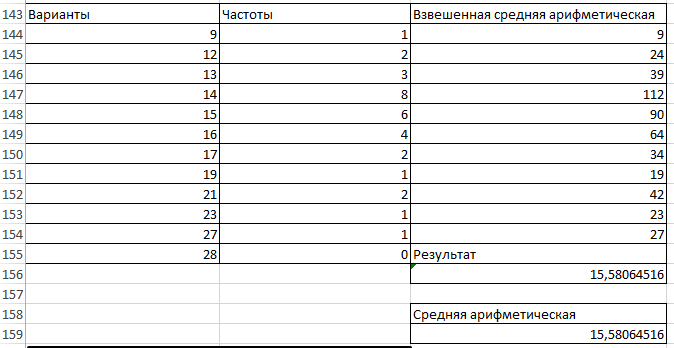 143 Варианты Частоты Взвешенная средняя арифметическая
144 9 1 9
145 12 2 24
146 13 3 39
147 14 8 112
148 15 6 90
149 16 4 64
150 17 2 34
151 19 1 19
152 21 2 42
153 23 1 23
154 27 1 27
155 28 0 Результат
156 15,58064516
157
158 Средняя арифметическая
159 15,58064516